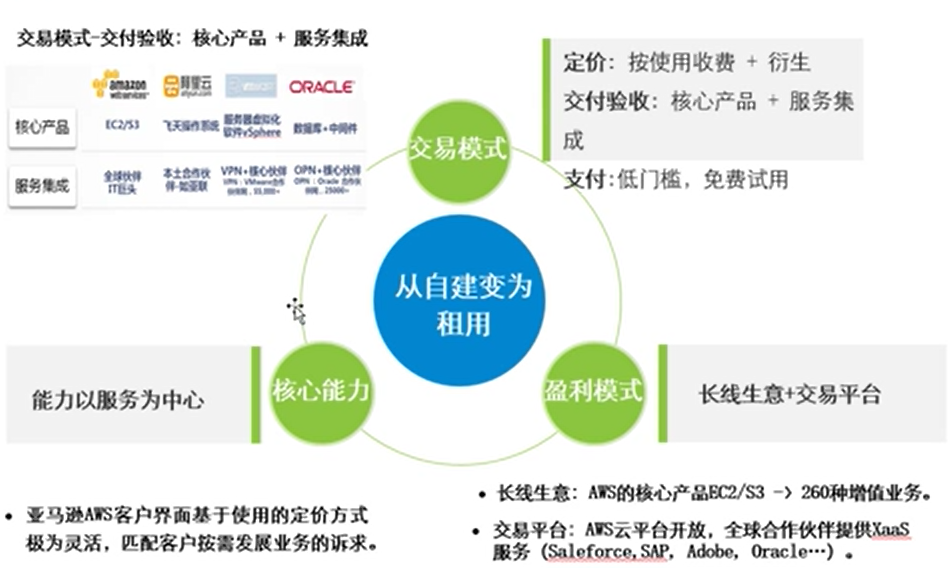 交易模式-交付验收: 核心产品 + 服务集成
amazon
webservices™
阿里云
aliyun.com
vmware
ORACLE
核心产品
EC2/S3
飞天操作系统
服务器虚拟化
软件vSphere
数据库+中间件
服务集成
全球伙伴
IT巨头
本土合作伙
伴-如亚联
VPN+核心伙伴
VPN：VMware合作
OPN+核心伙伴
OPN：Oracle 合作伙
伴网，25000+
定价: 按使用收费 + 衍生
交付验收: 核心产品 + 服务集
成
支付:低门槛，免费试用
交易模式
从自建变为
租用
核心能力
盈利模式
能力以服务为中心
长线生意+交易平台
• 亚马逊AWS客户界面基于使用的定价方式
极为灵活，匹配客户按需发展业务的诉求。
• 长线生意: AWS的核心产品EC2/S3 -> 260种增值业务。
• 交易平台: AWS云平台开放，全球合作伙伴提供XaaS
服务 (Saleforce,SAP, Adobe, Oracle…) 。